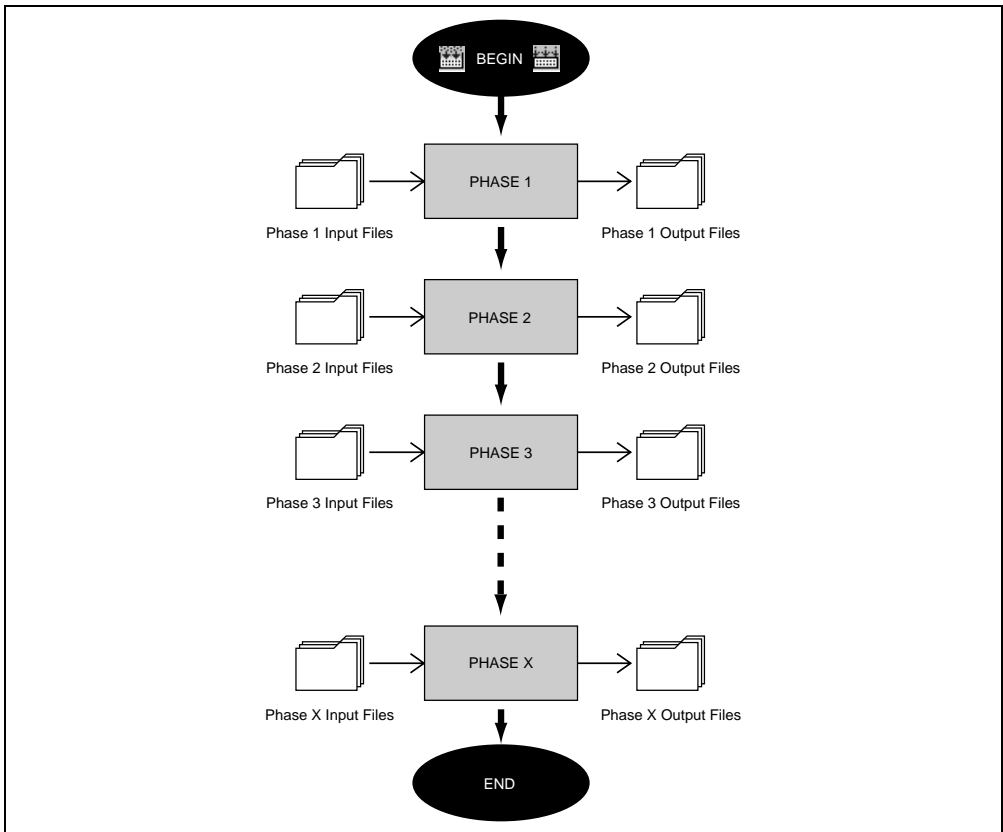 BEGIN
PHASE 1
Phase 1 Input Files
Phase 1 Output Files
PHASE 2
Phase 2 Input Files
Phase 2 Output Files
PHASE 3
Phase 3 Input Files
Phase 3 Output Files
PHASE X
Phase X Input Files
Phase X Output Files
END